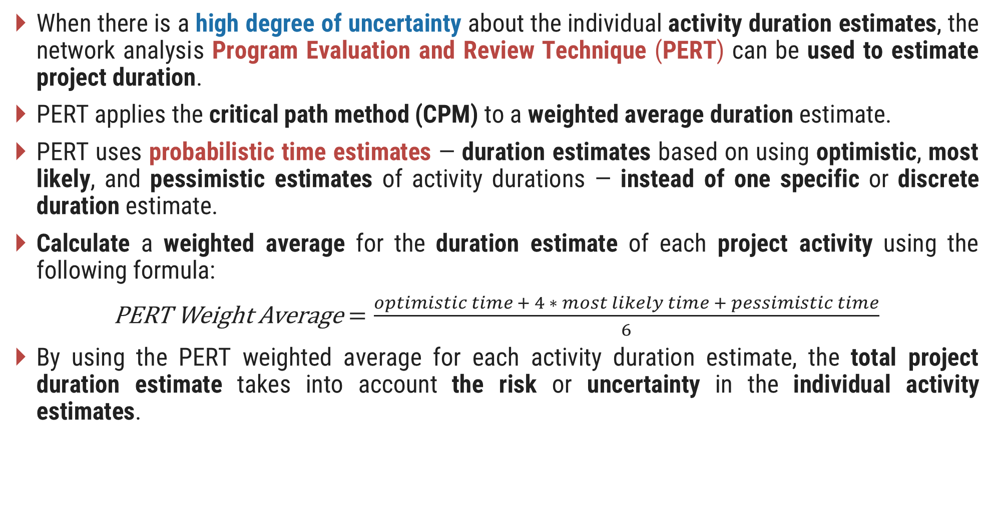 When there is a high degree of uncertainty about the individual activity duration estimates, the
network analysis Program Evaluation and Review Technique (PERT) can be used to estimate
project duration.
PERT applies the critical path method (CPM) to a weighted average duration estimate.
PERT uses probabilistic time estimates – duration estimates based on using optimistic, most
likely, and pessimistic estimates of activity durations – instead of one specific or discrete
duration estimate.
Calculate a weighted average for the duration estimate of each project activity using the
following formula:
PERT Weight Average = optimistic time + 4 * most likely time + pessimistic time
6
By using the PERT weighted average for each activity duration estimate, the total project
duration estimate takes into account the risk or uncertainty in the individual activity
estimates.